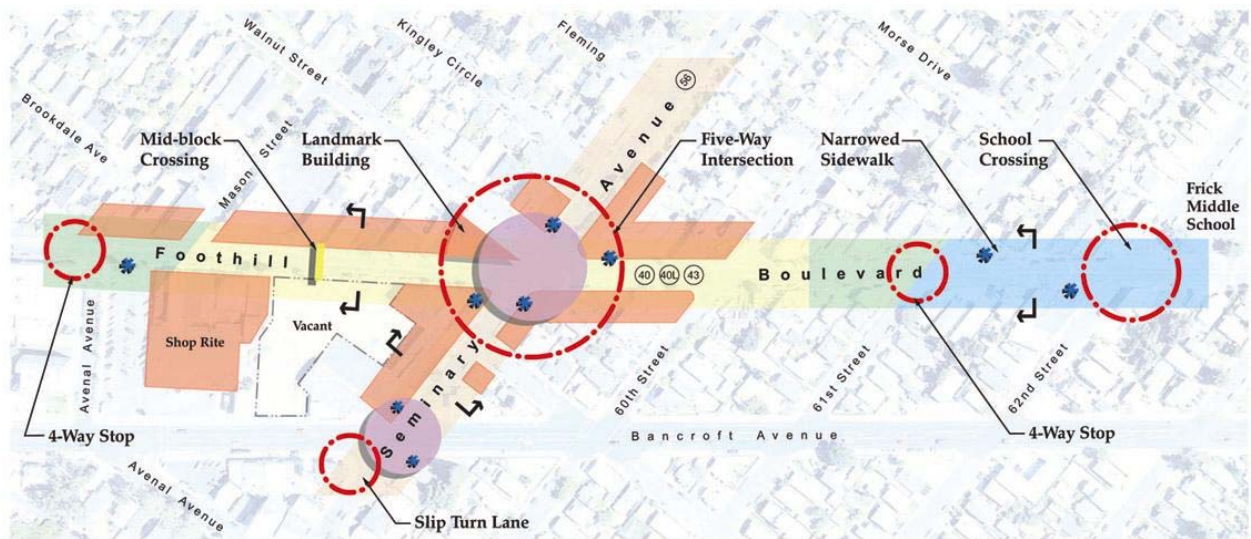 Walnut Street
Kingley Circle
Fleming
Morse Drive
Brookdale Ave
Mid-block
Crossing
Mason Street
Landmark
Building
Avenue
56
Five-Way
Intersection
Narrowed
Sidewalk
School
Crossing
Frick
Middle
School
Foothill
40
40L
43
Boulevard
Avenal Avenue
Shop Rite
Vacant
Seminary
60th Street
61st Street
62nd Street
4-Way Stop
Bancroft Avenue
4-Way Stop
Avenal Avenue
Slip Turn Lane